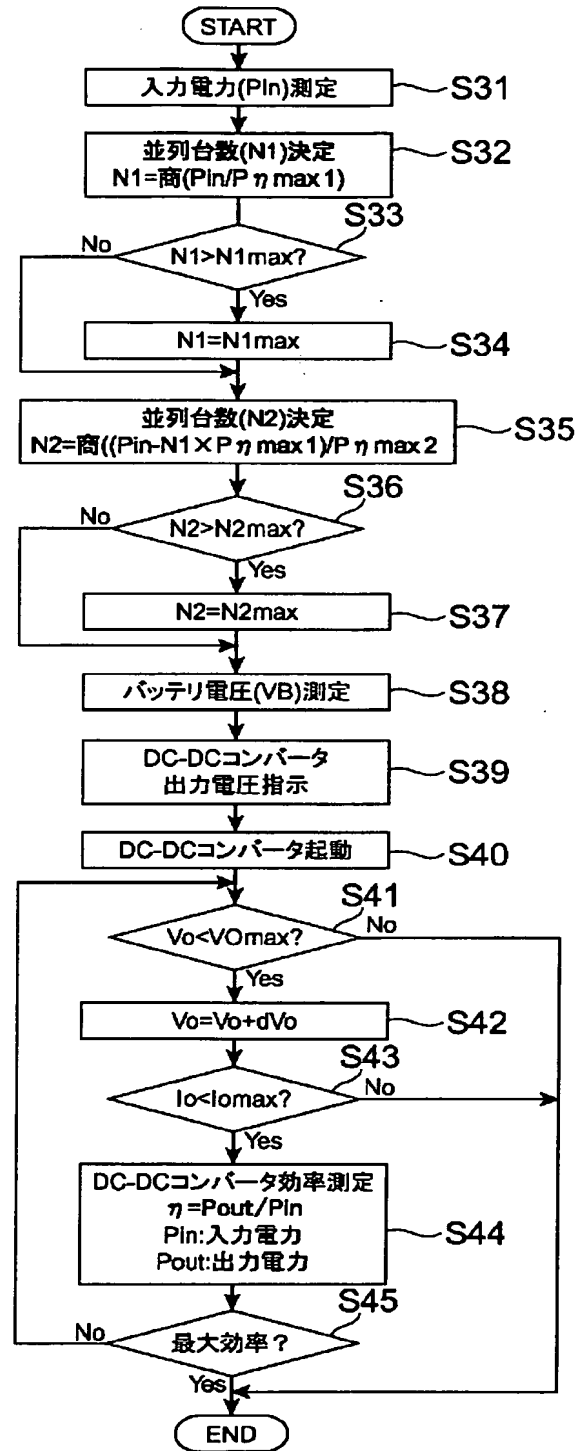 START
入力電力(Pin)測定
S31
並列台数(N1)決定
N1=商(Pin/Pηmax1)
S32
S33
N1>N1max?
No
Yes
N1=N1max
S34
並列台数(N2)決定
N2=商((Pin-N1×Pηmax1)/Pηmax2
S35
S36
N2>N2max?
No
Yes
N2=N2max
S37
バッテリ電圧(VB)測定
S38
DC-DCコンバータ
出力電圧指示
S39
DC-DCコンバータ起動
S40
S41
Vo<VOmax?
No
Yes
Vo=Vo+dVo
S42
S43
Io<Iomax?
No
Yes
DC-DCコンバータ効率測定
η=Pout/Pin
Pin:入力電力
Pout:出力電力
S44
S45
最大効率？
No
Yes
END